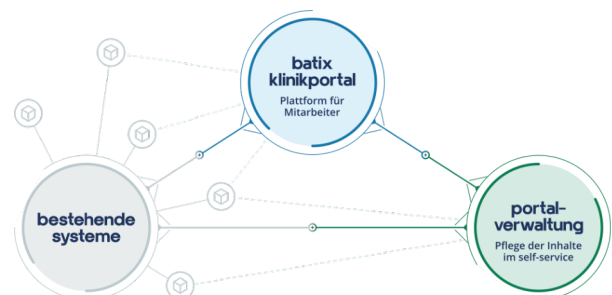 batix
klinikportal
Plattform für
Mitarbeiter
bestehende
systeme
portal-
verwaltung
Pflege der Inhalte
im self-service